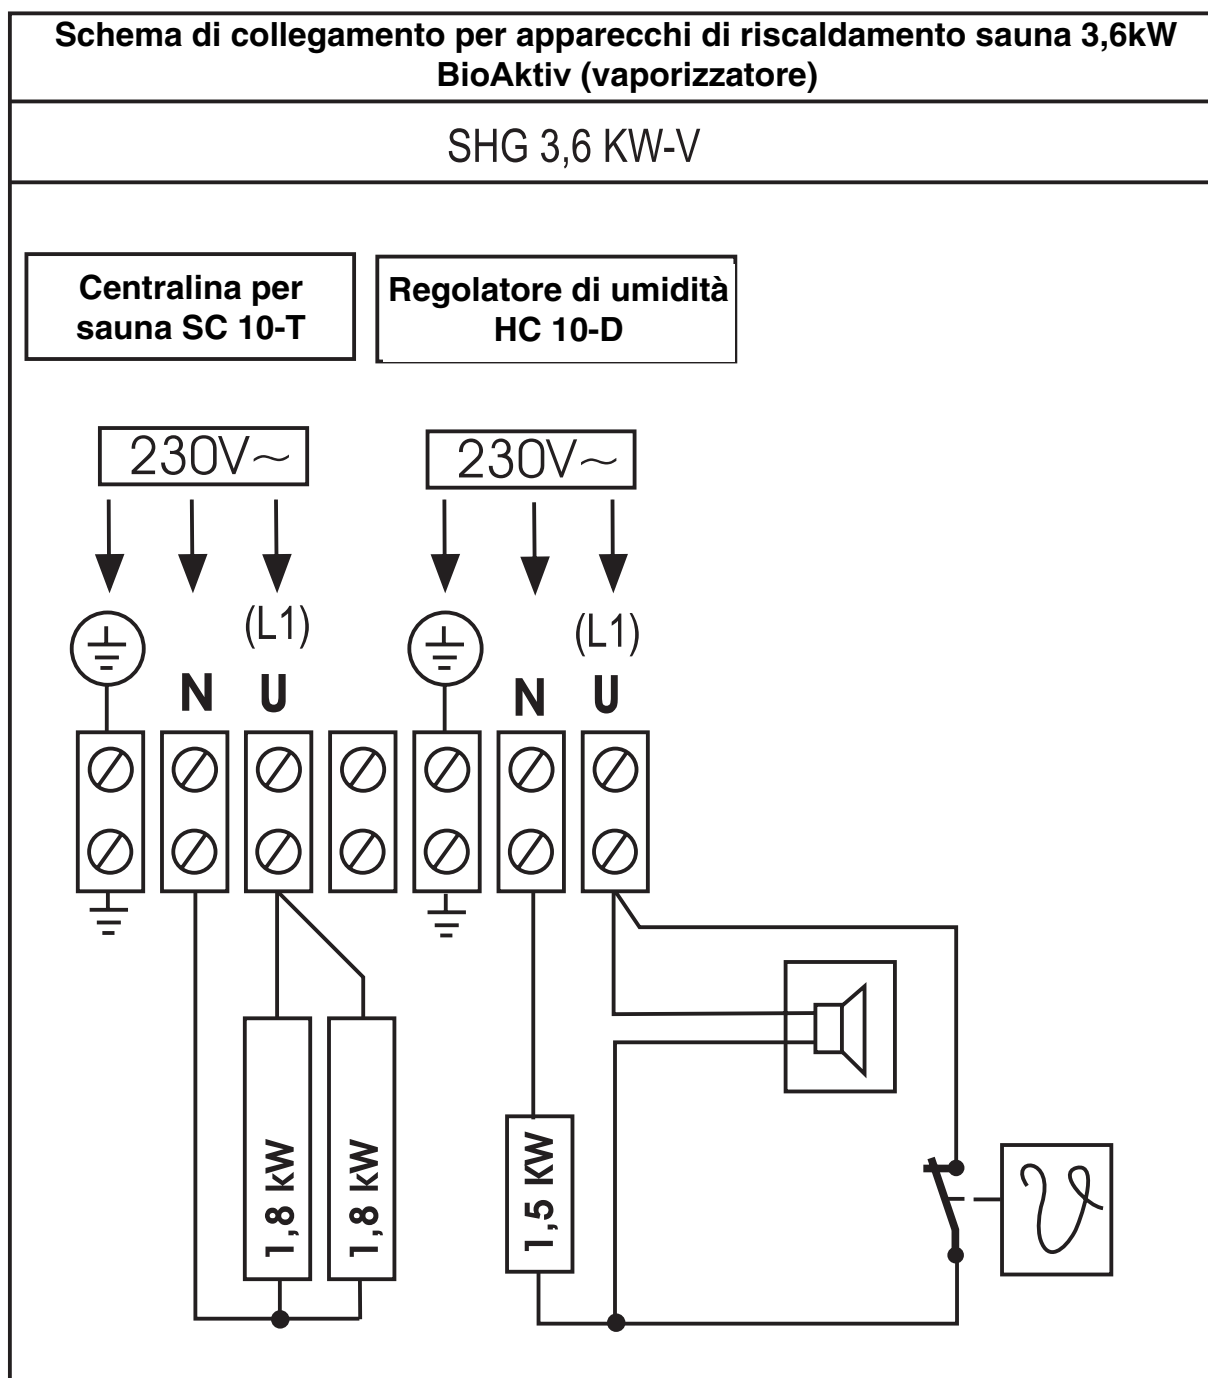 Schema di collegamento per apparecchi di riscaldamento sauna 3,6kW
BioAktiv (vaporizzatore)
SHG 3,6 KW-V
Centralina per
sauna SC 10-T
Regolatore di umidità
HC 10-D
230V~
230V~
(L1)
(L1)
N
U
N
U
1,8 kW
1,8 kW
1,5 KW
ϑ